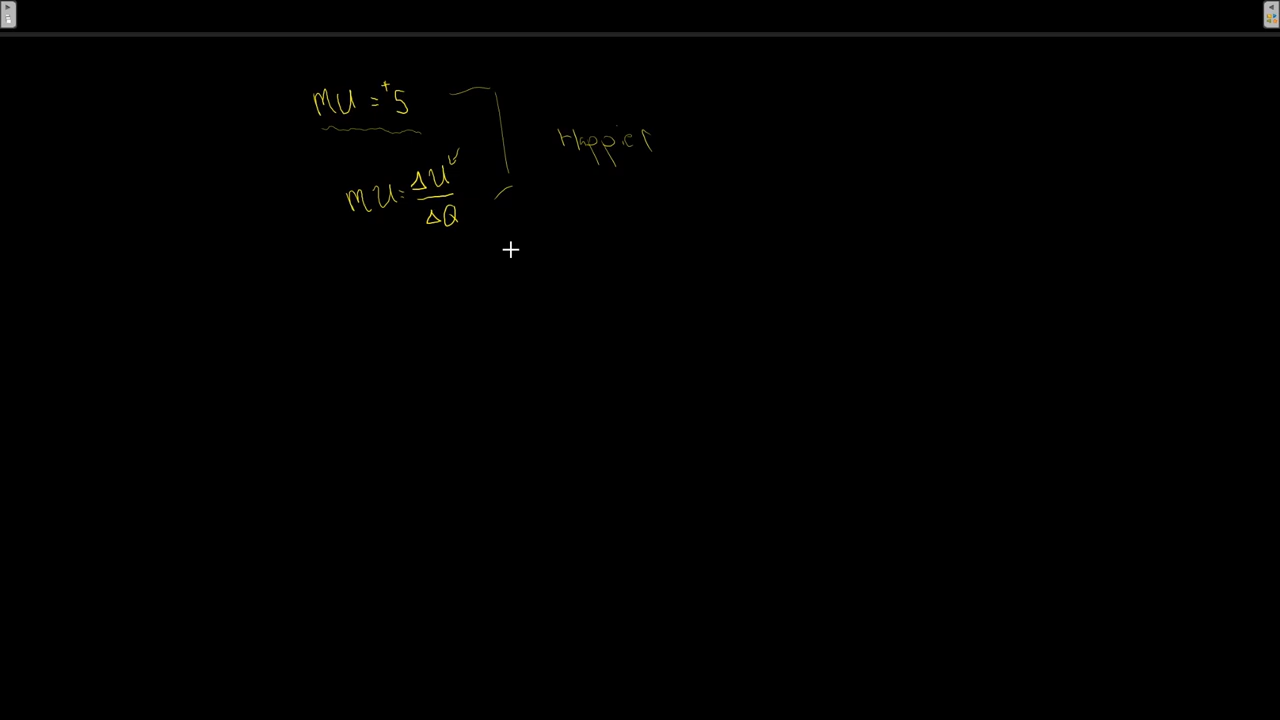 MU = +5
Happier
MU = ΔU / ΔQ